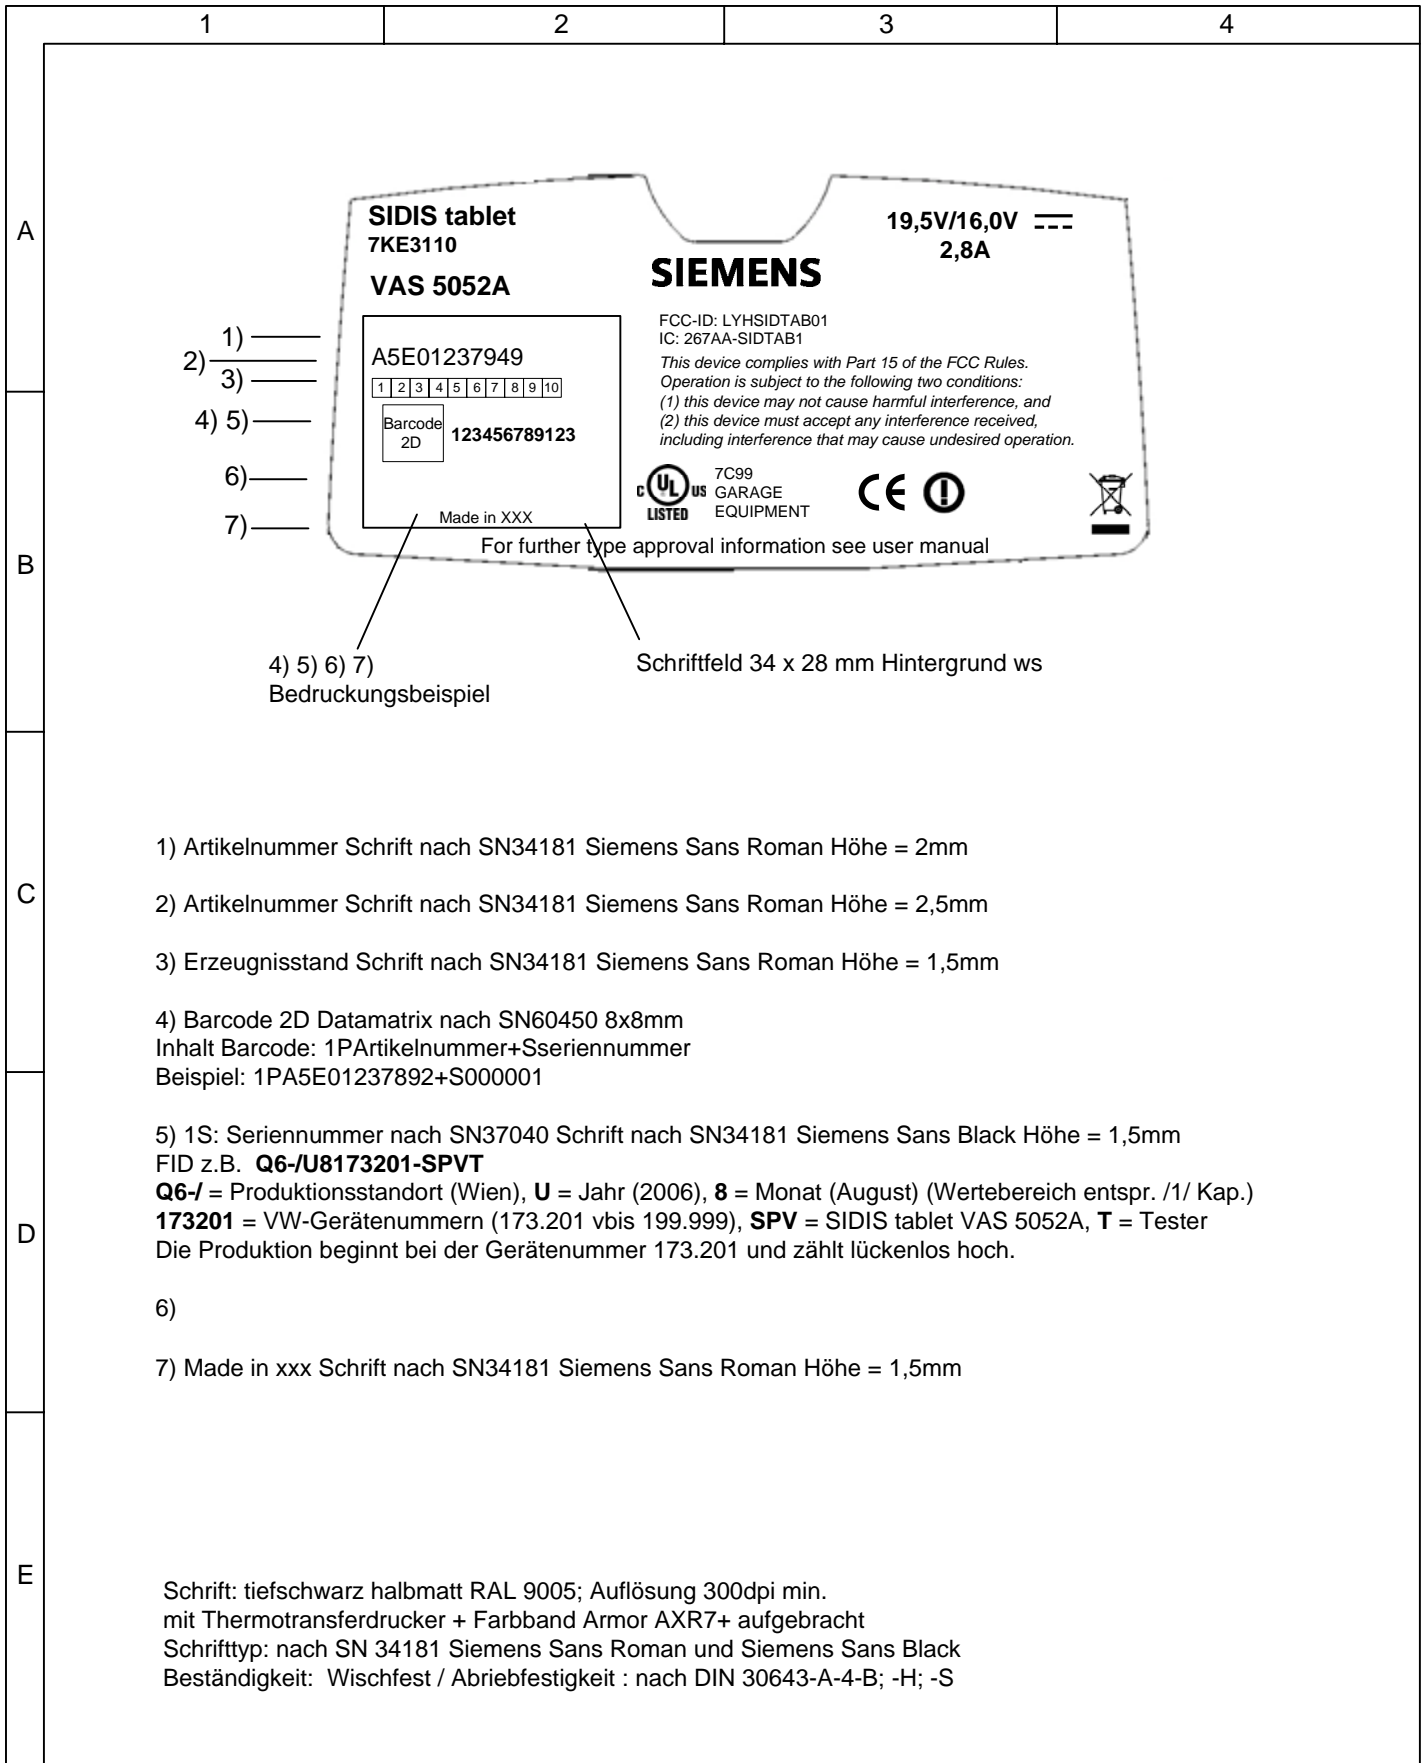 1 2 3 4
A
B
C
D
E
SIDIS tablet
7KE3110
VAS 5052A
SIEMENS
19,5V/16,0V
2,8A
1)
2)
3)
4) 5)
6)
7)
A5E01237949
1 2 3 4 5 6 7 8 9 10
Barcode
2D
123456789123
Made in XXX
FCC-ID: LYHSIDTAB01
IC: 267AA-SIDTAB1
This device complies with Part 15 of the FCC Rules.
Operation is subject to the following two conditions:
(1) this device may not cause harmful interference, and
(2) this device must accept any interference received,
including interference that may cause undesired operation.
C UL US
LISTED
7C99
GARAGE
EQUIPMENT
CE
For further type approval information see user manual
4) 5) 6) 7)
Bedruckungsbeispiel
Schriftfeld 34 x 28 mm Hintergrund ws
1) Artikelnummer Schrift nach SN34181 Siemens Sans Roman Höhe = 2mm
2) Artikelnummer Schrift nach SN34181 Siemens Sans Roman Höhe = 2,5mm
3) Erzeugnisstand Schrift nach SN34181 Siemens Sans Roman Höhe = 1,5mm
4) Barcode 2D Datamatrix nach SN60450 8x8mm
Inhalt Barcode: 1PArtikelnummer+Sseriennummer
Beispiel: 1PA5E01237892+S000001
5) 1S: Seriennummer nach SN37040 Schrift nach SN34181 Siemens Sans Black Höhe = 1,5mm
FID z.B. Q6-/U8173201-SPVT
Q6-/ = Produktionsstandort (Wien), U = Jahr (2006), 8 = Monat (August) (Wertebereich entspr. /1/ Kap.)
173201 = VW-Gerätenummern (173.201 vbis 199.999), SPV = SIDIS tablet VAS 5052A, T = Tester
Die Produktion beginnt bei der Gerätenummer 173.201 und zählt lückenlos hoch.
6)
7) Made in xxx Schrift nach SN34181 Siemens Sans Roman Höhe = 1,5mm
Schrift: tiefschwarz halbmatt RAL 9005; Auflösung 300dpi min.
mit Thermotransferdrucker + Farbband Armor AXR7+ aufgebracht
Schrifttyp: nach SN 34181 Siemens Sans Roman und Siemens Sans Black
Beständigkeit: Wischfest / Abriebfestigkeit : nach DIN 30643-A-4-B; -H; -S